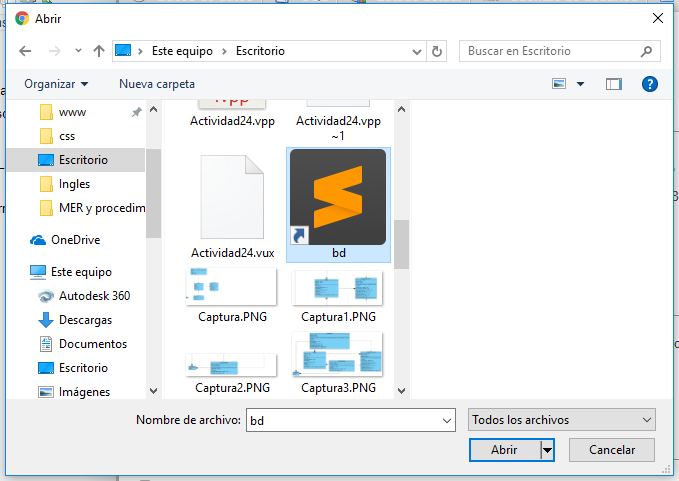 Abrir
Este equipo
Escritorio
Buscar en Escritorio
Organizar
Nueva carpeta
www
css
Escritorio
Ingles
MER y procedim
OneDrive
Este equipo
Autodesk 360
Descargas
Documentos
Escritorio
Imágenes
Actividad24.vpp
Actividad24.vpp
~1
Actividad24.vux
bd
Captura.PNG
Captura1.PNG
Captura2.PNG
Captura3.PNG
Nombre de archivo:
bd
Todos los archivos
Abrir
Cancelar